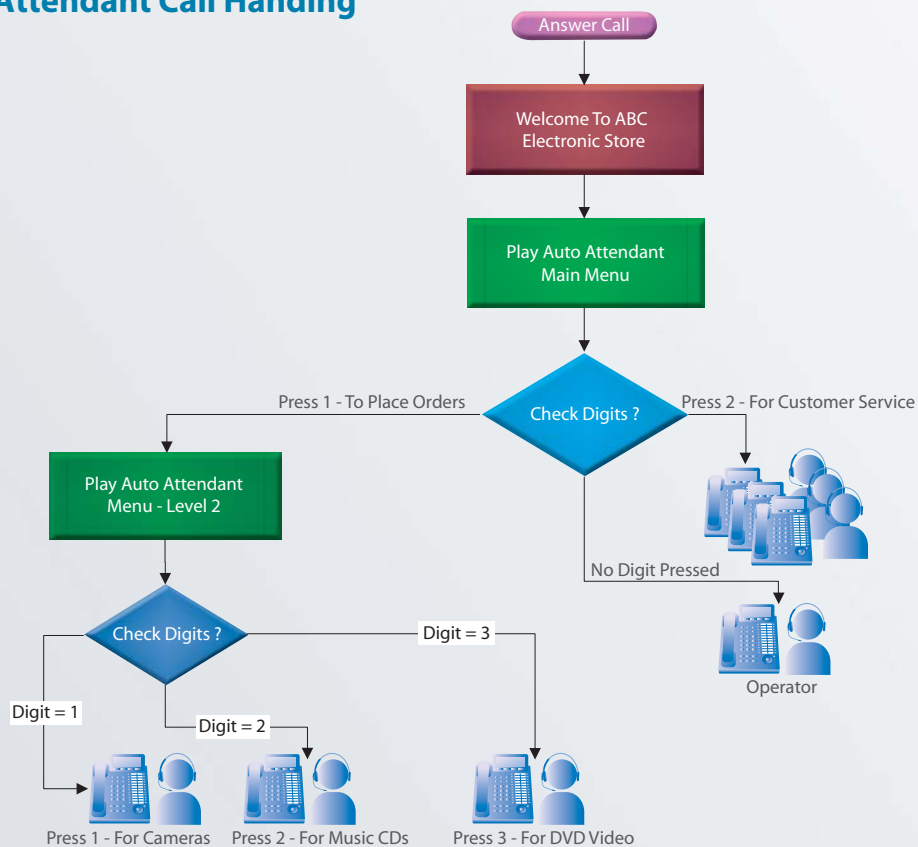 Attendant Call Handing
Answer Call
Welcome To ABC
Electronic Store
Play Auto Attendant
Main Menu
Check Digits ?
Press 1 - To Place Orders
Press 2 - For Customer Service
Play Auto Attendant
Menu - Level 2
No Digit Pressed
Operator
Check Digits ?
Digit = 1
Digit = 2
Digit = 3
Press 1 - For Cameras
Press 2 - For Music CDs
Press 3 - For DVD Video